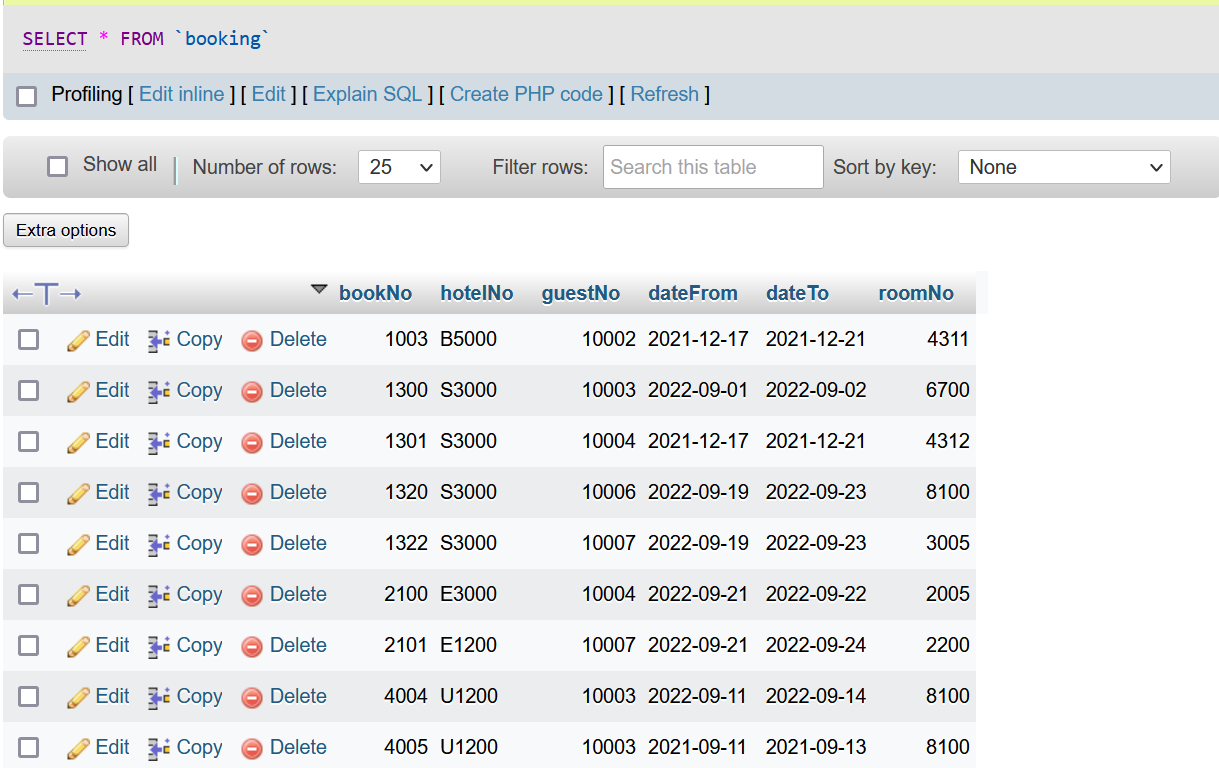 SELECT * FROM `booking`
Profiling [ Edit inline ] [ Edit ] [ Explain SQL ] [ Create PHP code ] [ Refresh ]
Show all | Number of rows: 25 Filter rows: Search this table Sort by key: None
Extra options
←T→ bookNo hotelNo guestNo dateFrom dateTo roomNo
Edit Copy Delete 1003 B5000 10002 2021-12-17 2021-12-21 4311
Edit Copy Delete 1300 S3000 10003 2022-09-01 2022-09-02 6700
Edit Copy Delete 1301 S3000 10004 2021-12-17 2021-12-21 4312
Edit Copy Delete 1320 S3000 10006 2022-09-19 2022-09-23 8100
Edit Copy Delete 1322 S3000 10007 2022-09-19 2022-09-23 3005
Edit Copy Delete 2100 E3000 10004 2022-09-21 2022-09-22 2005
Edit Copy Delete 2101 E1200 10007 2022-09-21 2022-09-24 2200
Edit Copy Delete 4004 U1200 10003 2022-09-11 2022-09-14 8100
Edit Copy Delete 4005 U1200 10003 2021-09-11 2021-09-13 8100